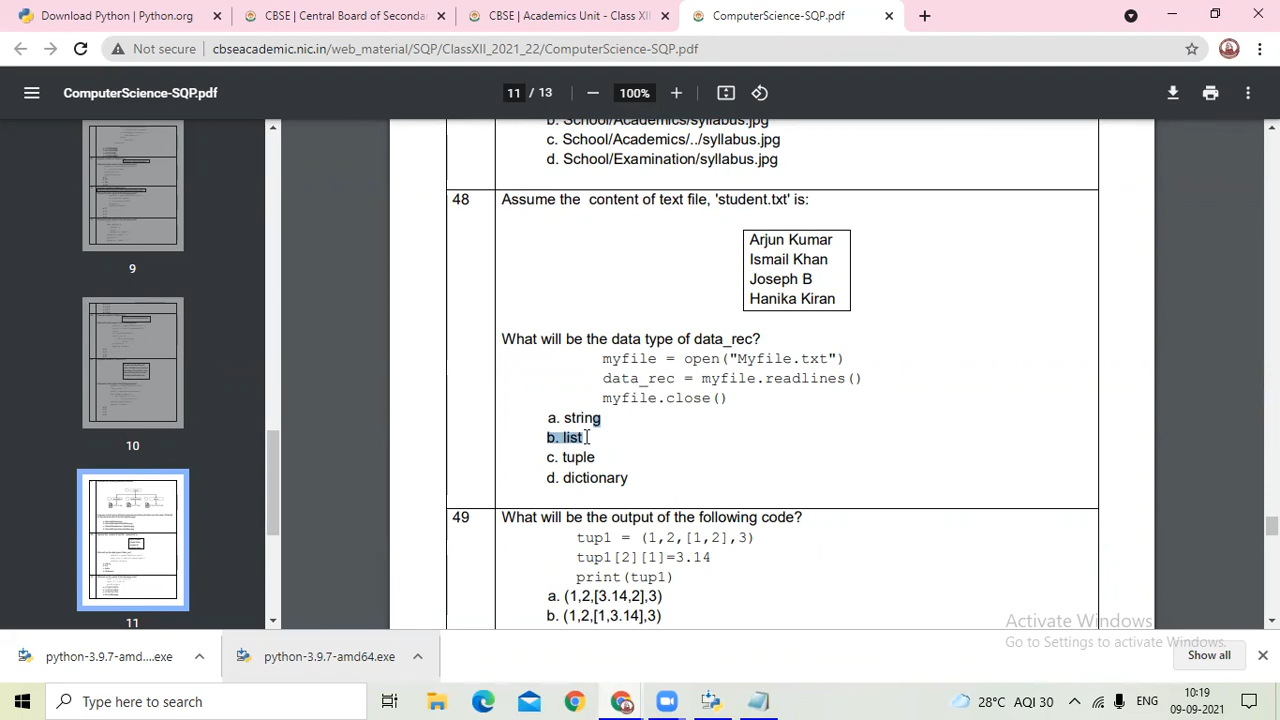 Download Python | Python.org
CBSE | Central Board of Secondar
CBSE | Academics Unit - Class XII
ComputerScience-SQP.pdf
Not secure
cbseacademic.nic.in/web_material/SQP/ClassXII_2021_22/ComputerScience-SQP.pdf
ComputerScience-SQP.pdf
11 / 13
100%
9
10
11
b. School/Academics/syllabus.jpg
c. School/Academics/../syllabus.jpg
d. School/Examination/syllabus.jpg
48 Assume the content of text file, 'student.txt' is:
Arjun Kumar
Ismail Khan
Joseph B
Hanika Kiran
What will be the data type of data_rec?
myfile = open("Myfile.txt")
data_rec = myfile.readlines()
myfile.close()
a. string
b. list
c. tuple
d. dictionary
49 What will be the output of the following code?
tup1 = (1,2,[1,2],3)
tup1[2][1]=3.14
print(tup1)
a. (1,2,[3.14,2],3)
b. (1,2,[1,3.14],3)
Activate Windows
Go to Settings to activate Windows.
python-3.9.7-amd....exe
python-3.9.7-amd64.exe
Show all
Type here to search
28°C AQI 30
ENG
10:19
09-09-2021